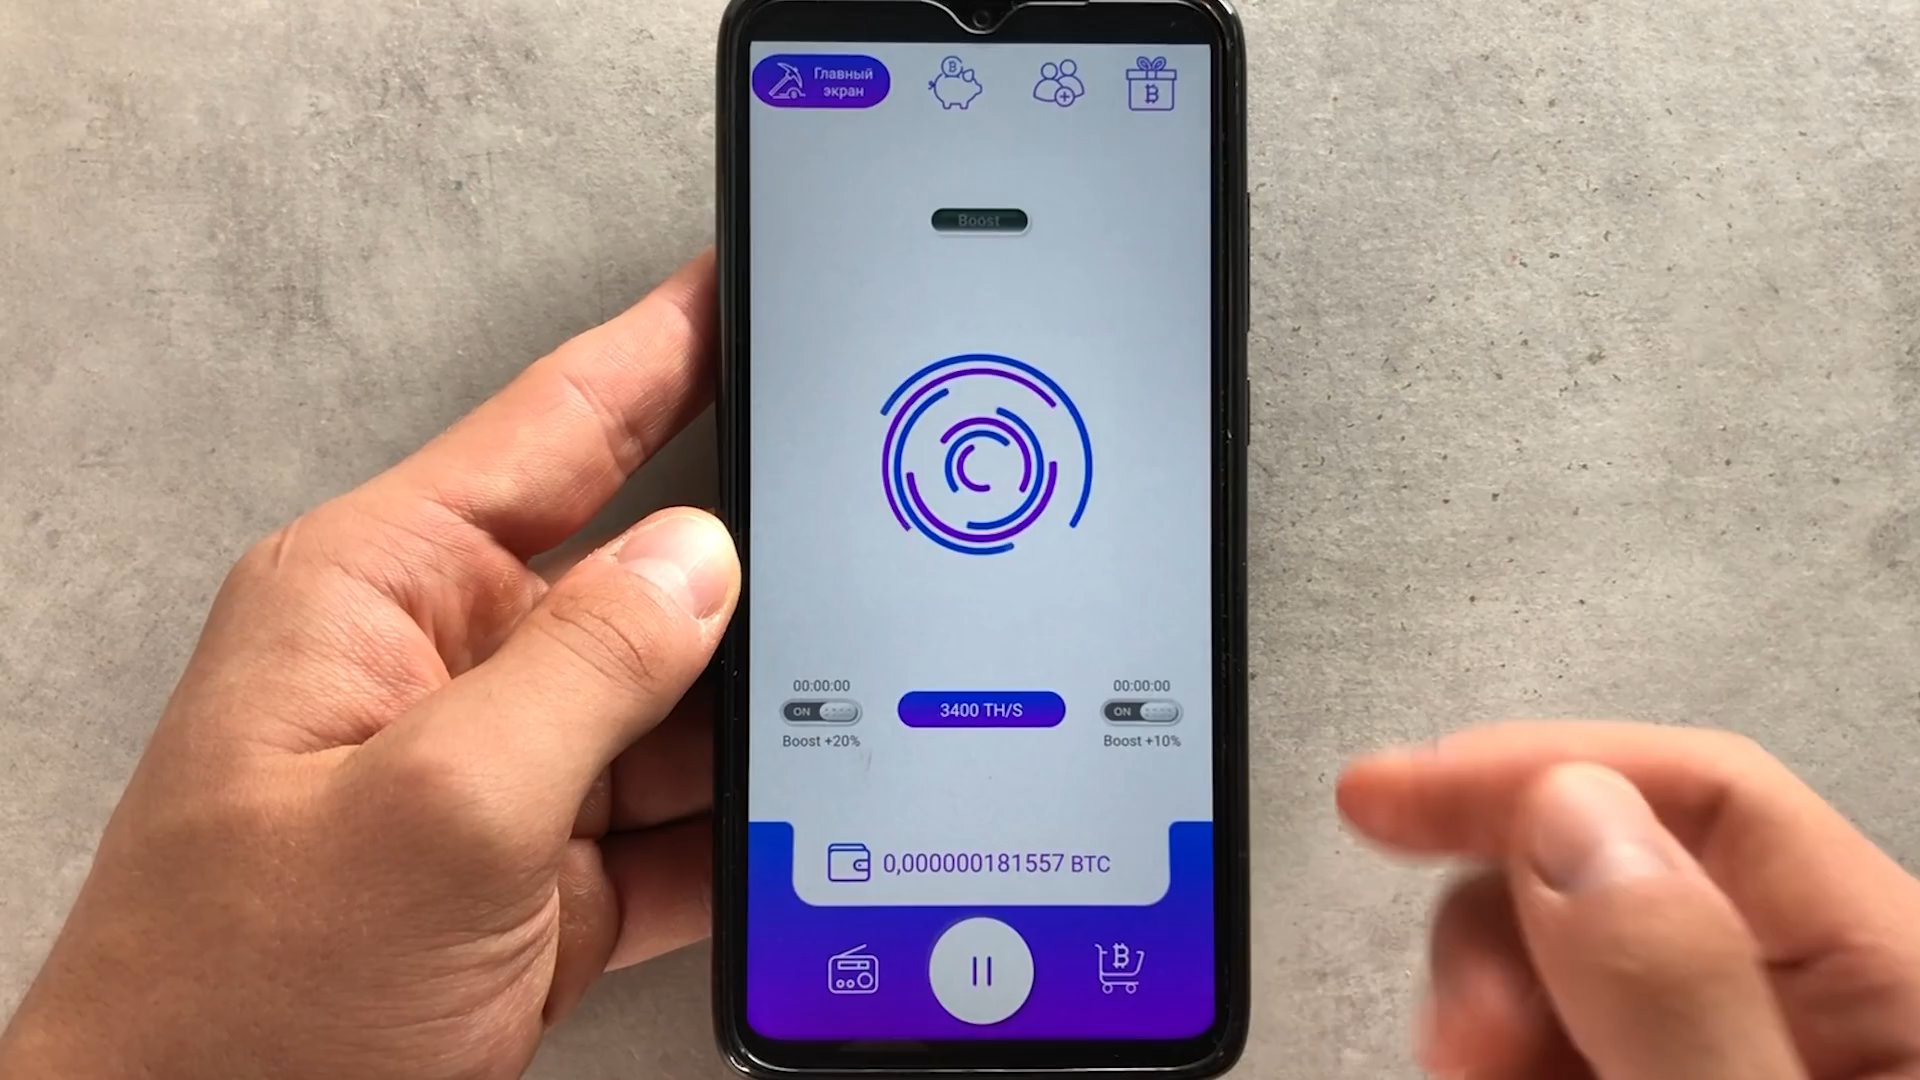 Главный
экран
Boost
00:00:00
00:00:00
ON
3400 TH/S
ON
Boost +20%
Boost +10%
0,000000181557 BTC